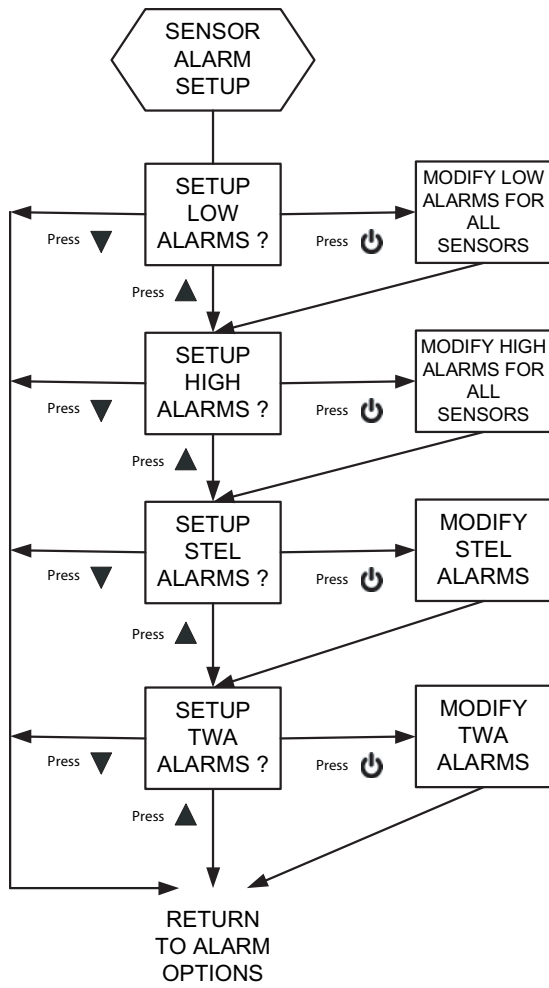 SENSOR
ALARM
SETUP
SETUP
LOW
ALARMS ?
MODIFY LOW
ALARMS FOR
ALL
SENSORS
Press
Press
Press
SETUP
HIGH
ALARMS ?
MODIFY HIGH
ALARMS FOR
ALL
SENSORS
Press
Press
Press
SETUP
STEL
ALARMS ?
MODIFY
STEL
ALARMS
Press
Press
Press
SETUP
TWA
ALARMS ?
MODIFY
TWA
ALARMS
Press
Press
Press
RETURN
TO ALARM
OPTIONS